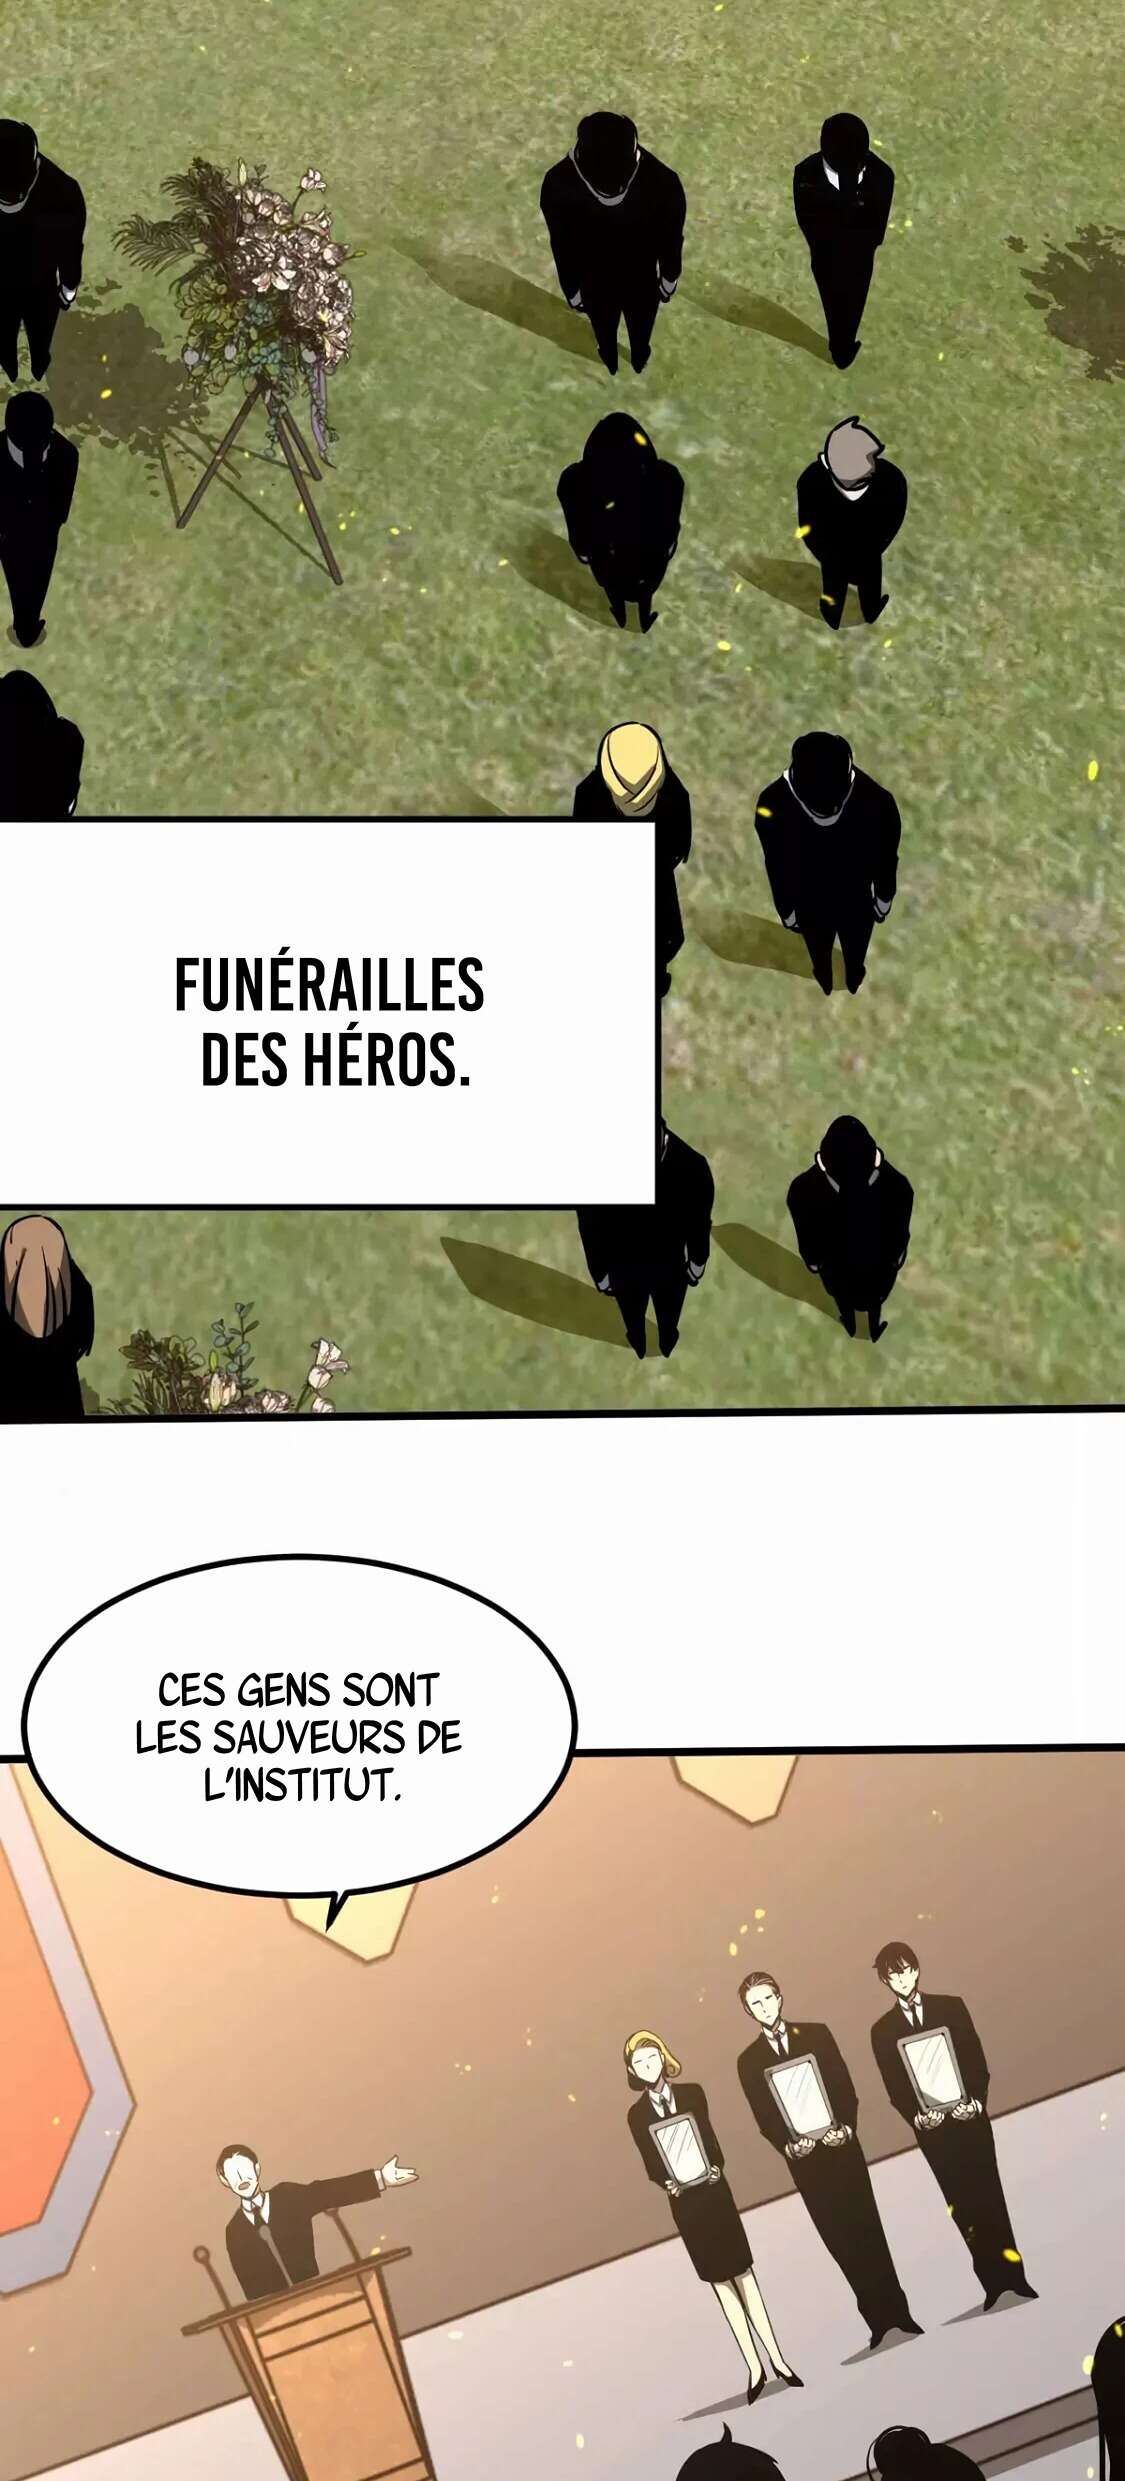 FUNÉRAILLES
DES HÉROS.
CES GENS SONT
LES SAUVEURS DE
L'INSTITUT.